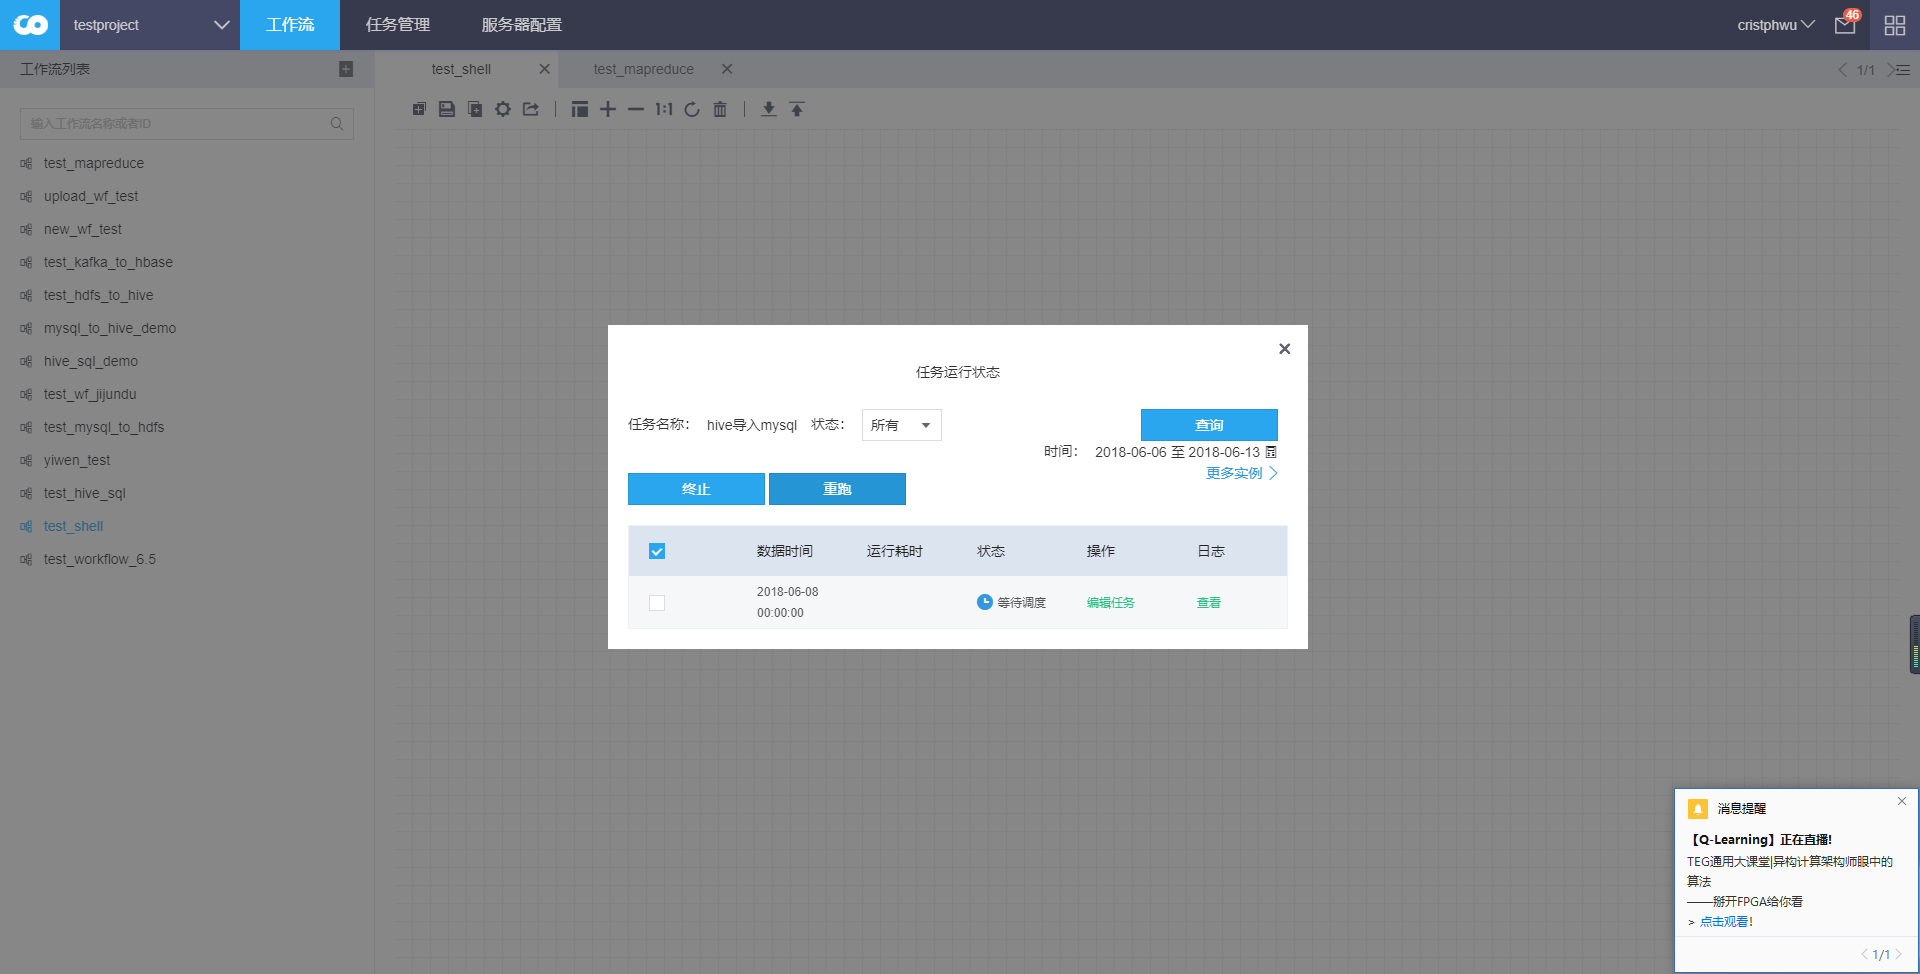 testproject
工作流
任务管理
服务器配置
cristphwu
46
工作流列表
test_shell
test_mapreduce
1/1
输入工作流名称或者ID
1:1
test_mapreduce
upload_wf_test
new_wf_test
test_kafka_to_hbase
test_hdfs_to_hive
mysql_to_hive_demo
hive_sql_demo
test_wf_jijundu
test_mysql_to_hdfs
yiwen_test
test_hive_sql
test_shell
test_workflow_6.5
任务运行状态
任务名称： hive导入mysql 状态： 所有 查询
时间： 2018-06-06 至 2018-06-13
更多实例
终止 重跑
数据时间 运行耗时 状态 操作 日志
2018-06-08
00:00:00
等待调度 编辑任务 查看
消息提醒
【Q-Learning】正在直播!
TEG通用大课堂|异构计算架构师眼中的
算法
——掰开FPGA给你看
> 点击观看!
1/1